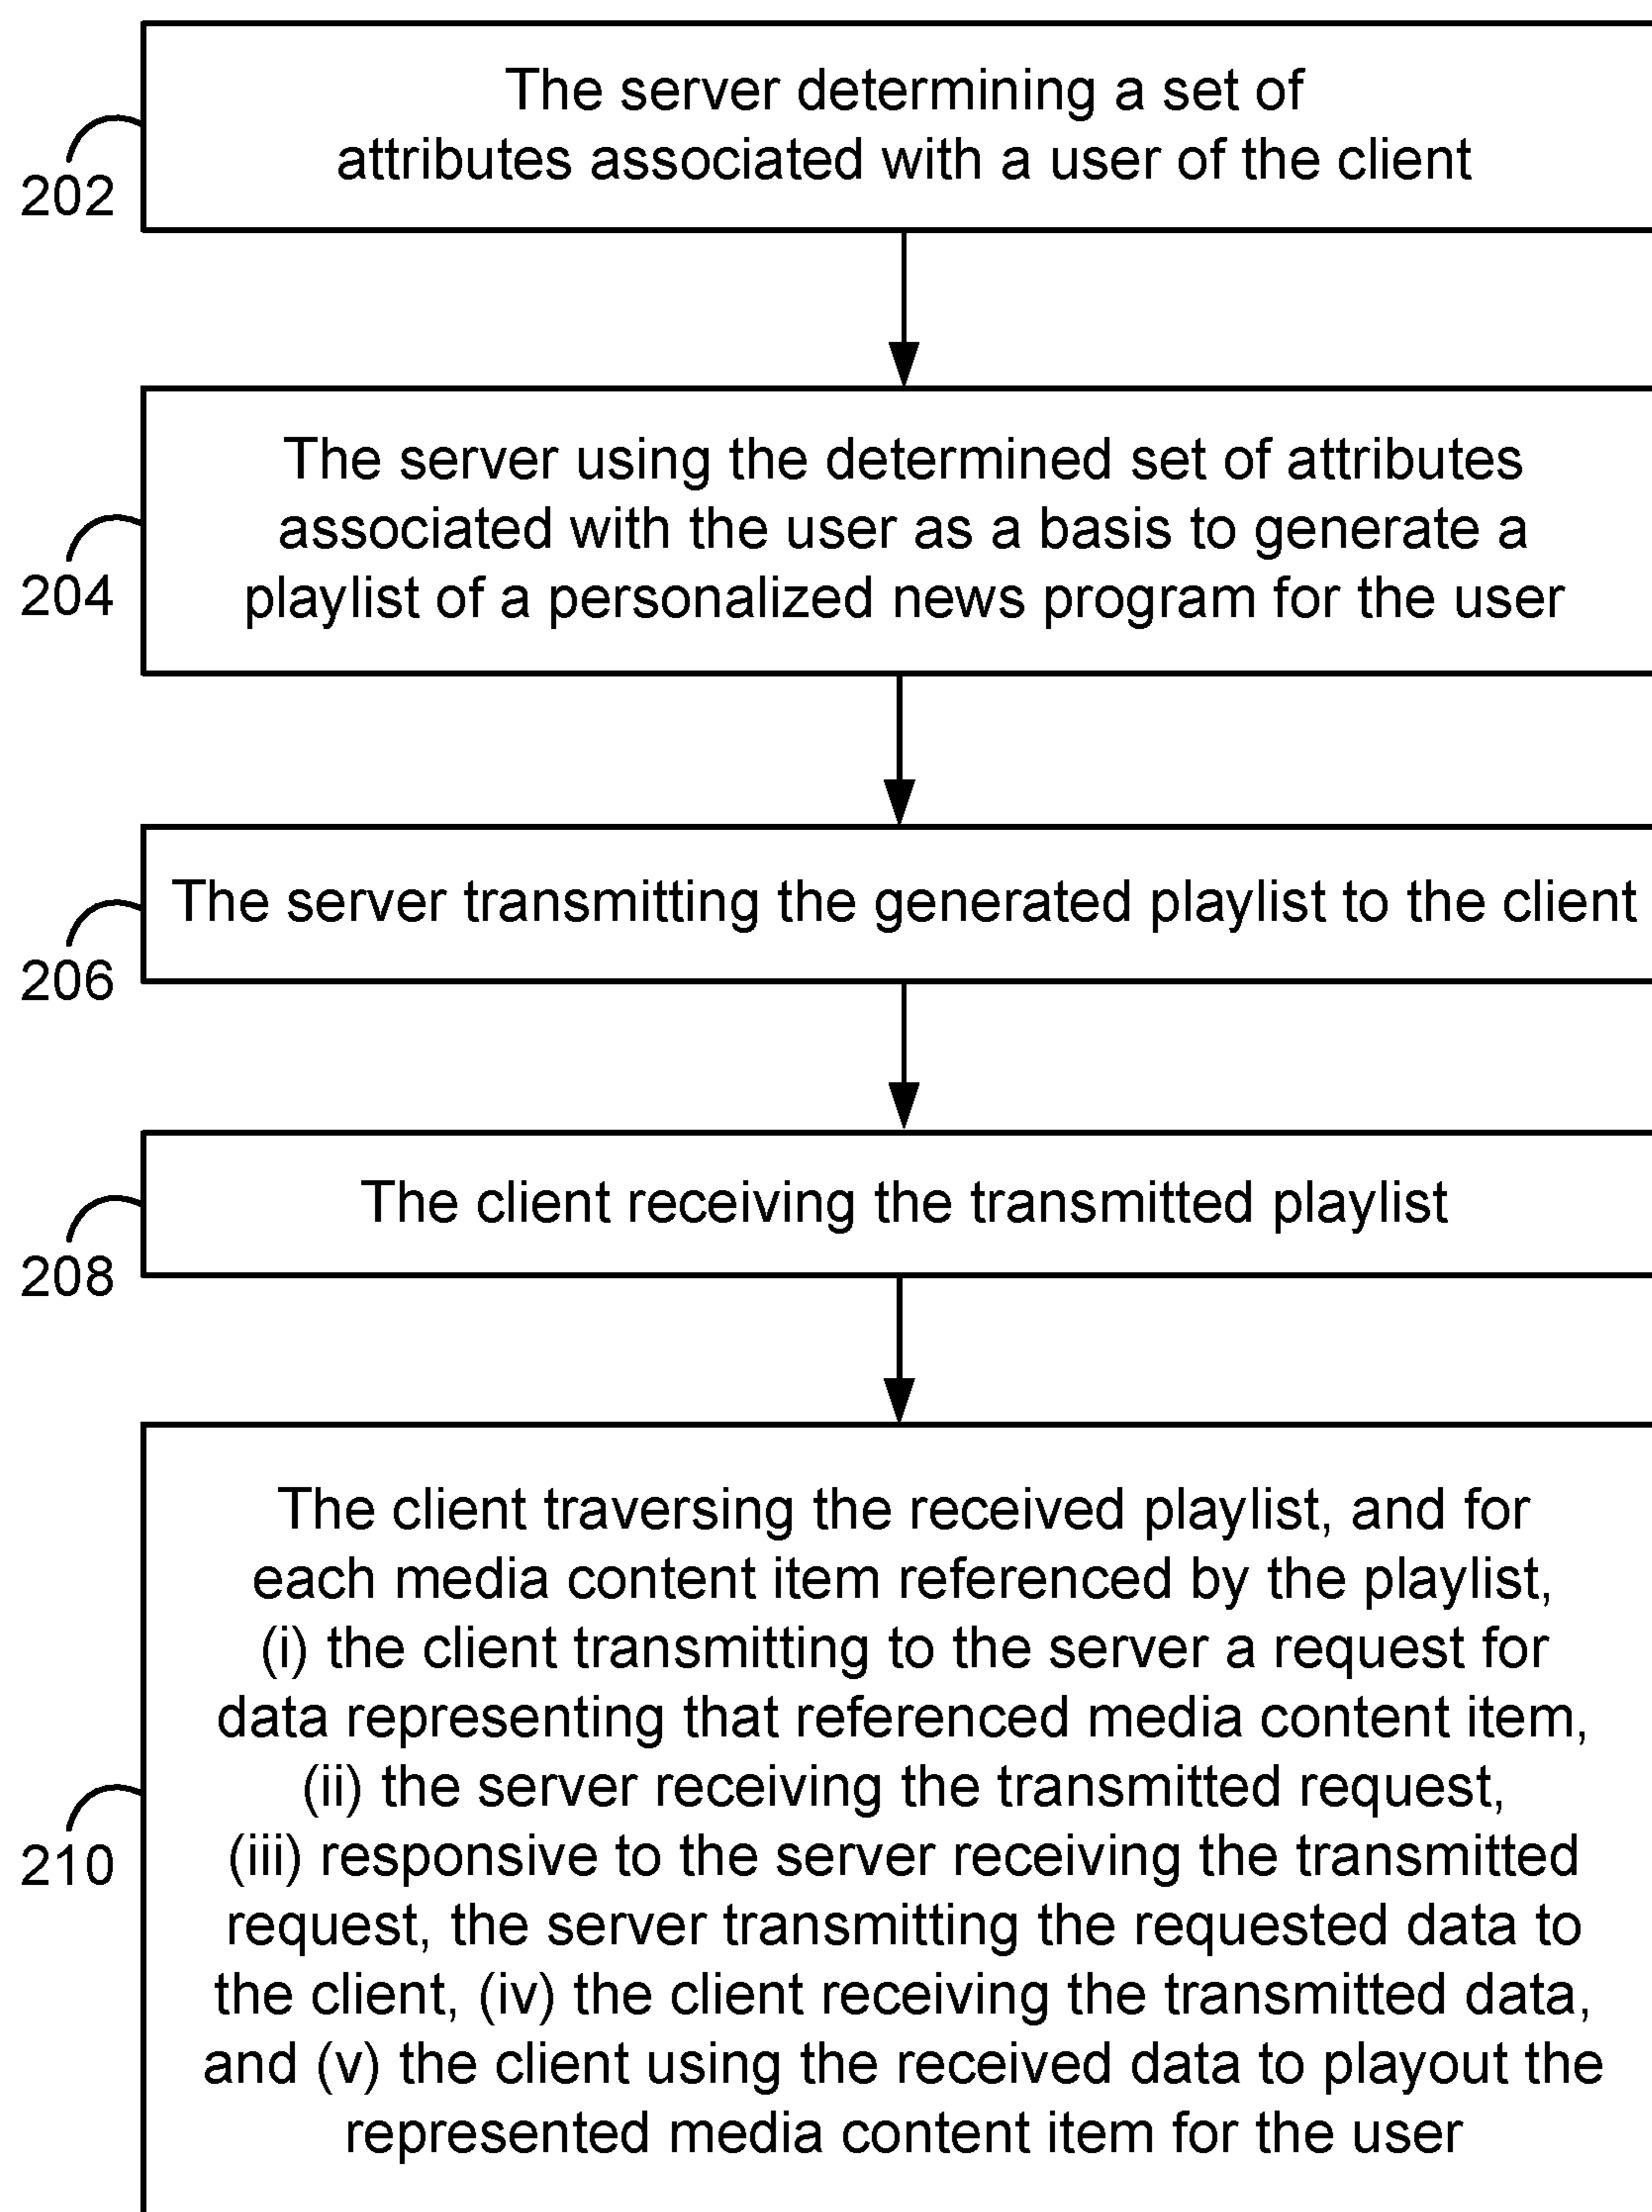 The server determining a set of
attributes associated with a user of the client
202
The server using the determined set of attributes
associated with the user as a basis to generate a
playlist of a personalized news program for the user
204
The server transmitting the generated playlist to the client
206
The client receiving the transmitted playlist
208
The client traversing the received playlist, and for
each media content item referenced by the playlist,
(i) the client transmitting to the server a request for
data representing that referenced media content item,
(ii) the server receiving the transmitted request,
(iii) responsive to the server receiving the transmitted
request, the server transmitting the requested data to
the client, (iv) the client receiving the transmitted data,
and (v) the client using the received data to playout the
represented media content item for the user
210